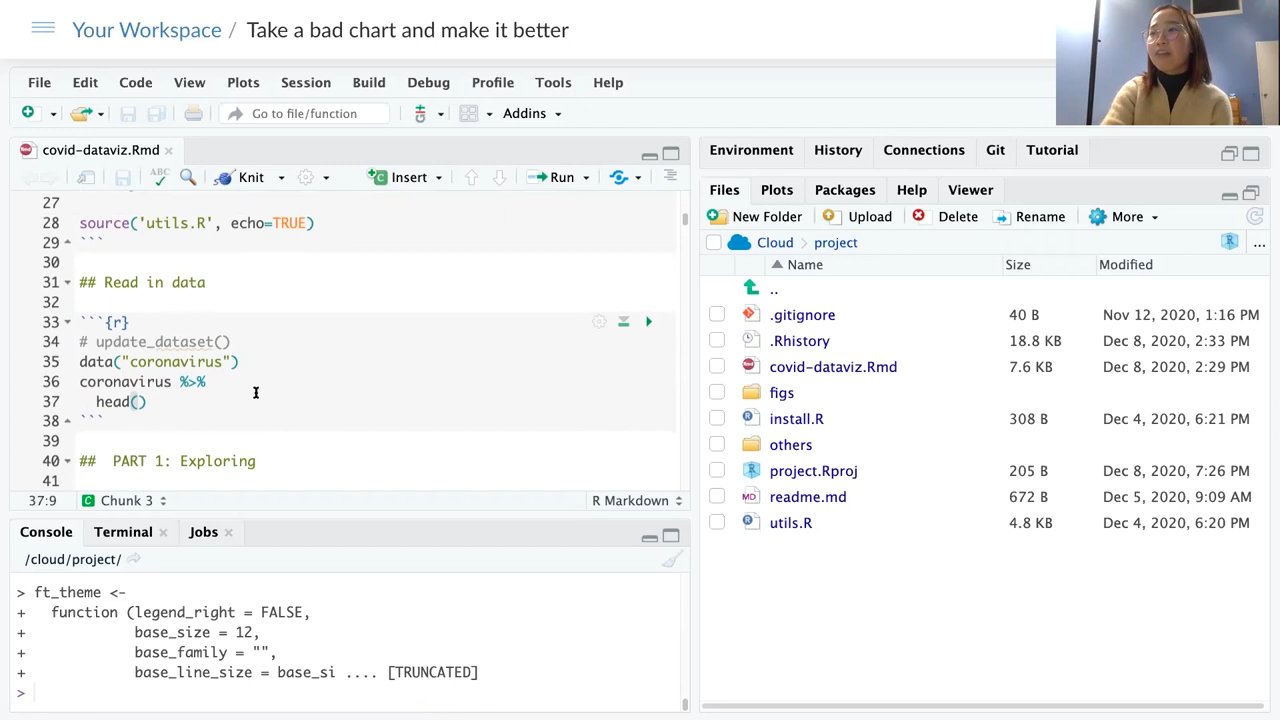 Your Workspace / Take a bad chart and make it better
File Edit Code View Plots Session Build Debug Profile Tools Help
Go to file/function Addins
covid-dataviz.Rmd
ABC Knit Insert Run
27
28 source('utils.R', echo=TRUE)
29 ```
30
31 ## Read in data
32
33 ```{r}
34 # update_dataset()
35 data("coronavirus")
36 coronavirus %>%
37 head()
38 ```
39
40 ## PART 1: Exploring
41
37:9 C Chunk 3 R Markdown
Console Terminal Jobs
/cloud/project/
> ft_theme <-
+ function (legend_right = FALSE,
+ base_size = 12,
+ base_family = "",
+ base_line_size = base_si .... [TRUNCATED]
>
Environment History Connections Git Tutorial
Files Plots Packages Help Viewer
New Folder Upload Delete Rename More
Cloud project ...
Name Size Modified
..
.gitignore 40 B Nov 12, 2020, 1:16 PM
.Rhistory 18.8 KB Dec 8, 2020, 2:33 PM
covid-dataviz.Rmd 7.6 KB Dec 8, 2020, 2:29 PM
figs
install.R 308 B Dec 4, 2020, 6:21 PM
others
project.Rproj 205 B Dec 8, 2020, 7:26 PM
MD readme.md 672 B Dec 5, 2020, 9:09 AM
utils.R 4.8 KB Dec 4, 2020, 6:20 PM